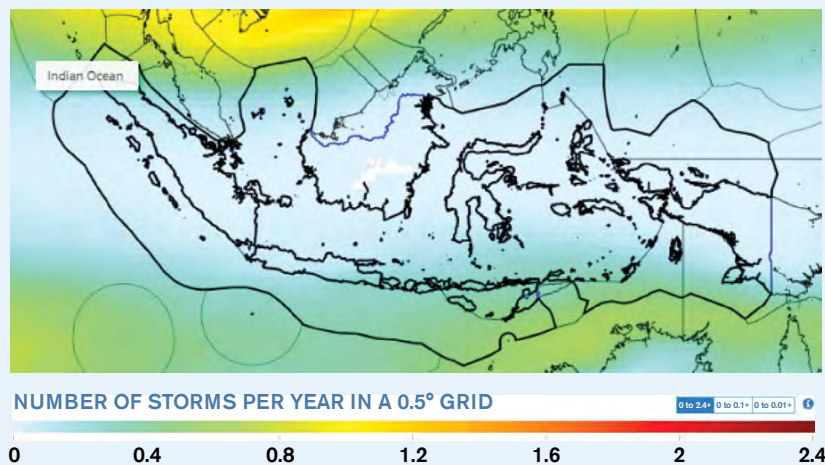 Indian Ocean
NUMBER OF STORMS PER YEAR IN A 0.5° GRID
0 to 2.4+ 0 to 0.1+ 0 to 0.01+ i
0 0.4 0.8 1.2 1.6 2 2.4